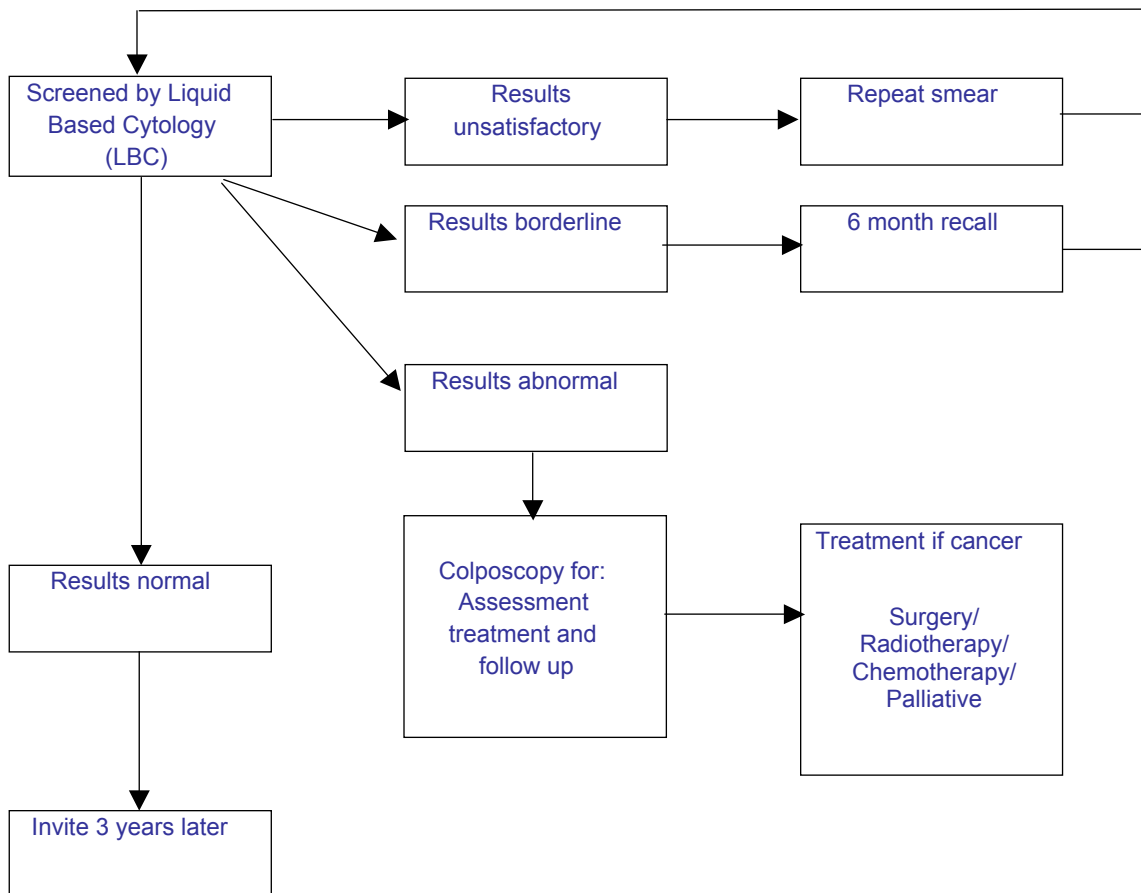 Screened by Liquid
Based Cytology
(LBC)
Results
unsatisfactory
Repeat smear
Results borderline
6 month recall
Results abnormal
Colposcopy for:
Assessment
treatment and
follow up
Treatment if cancer
Surgery/
Radiotherapy/
Chemotherapy/
Palliative
Results normal
Invite 3 years later